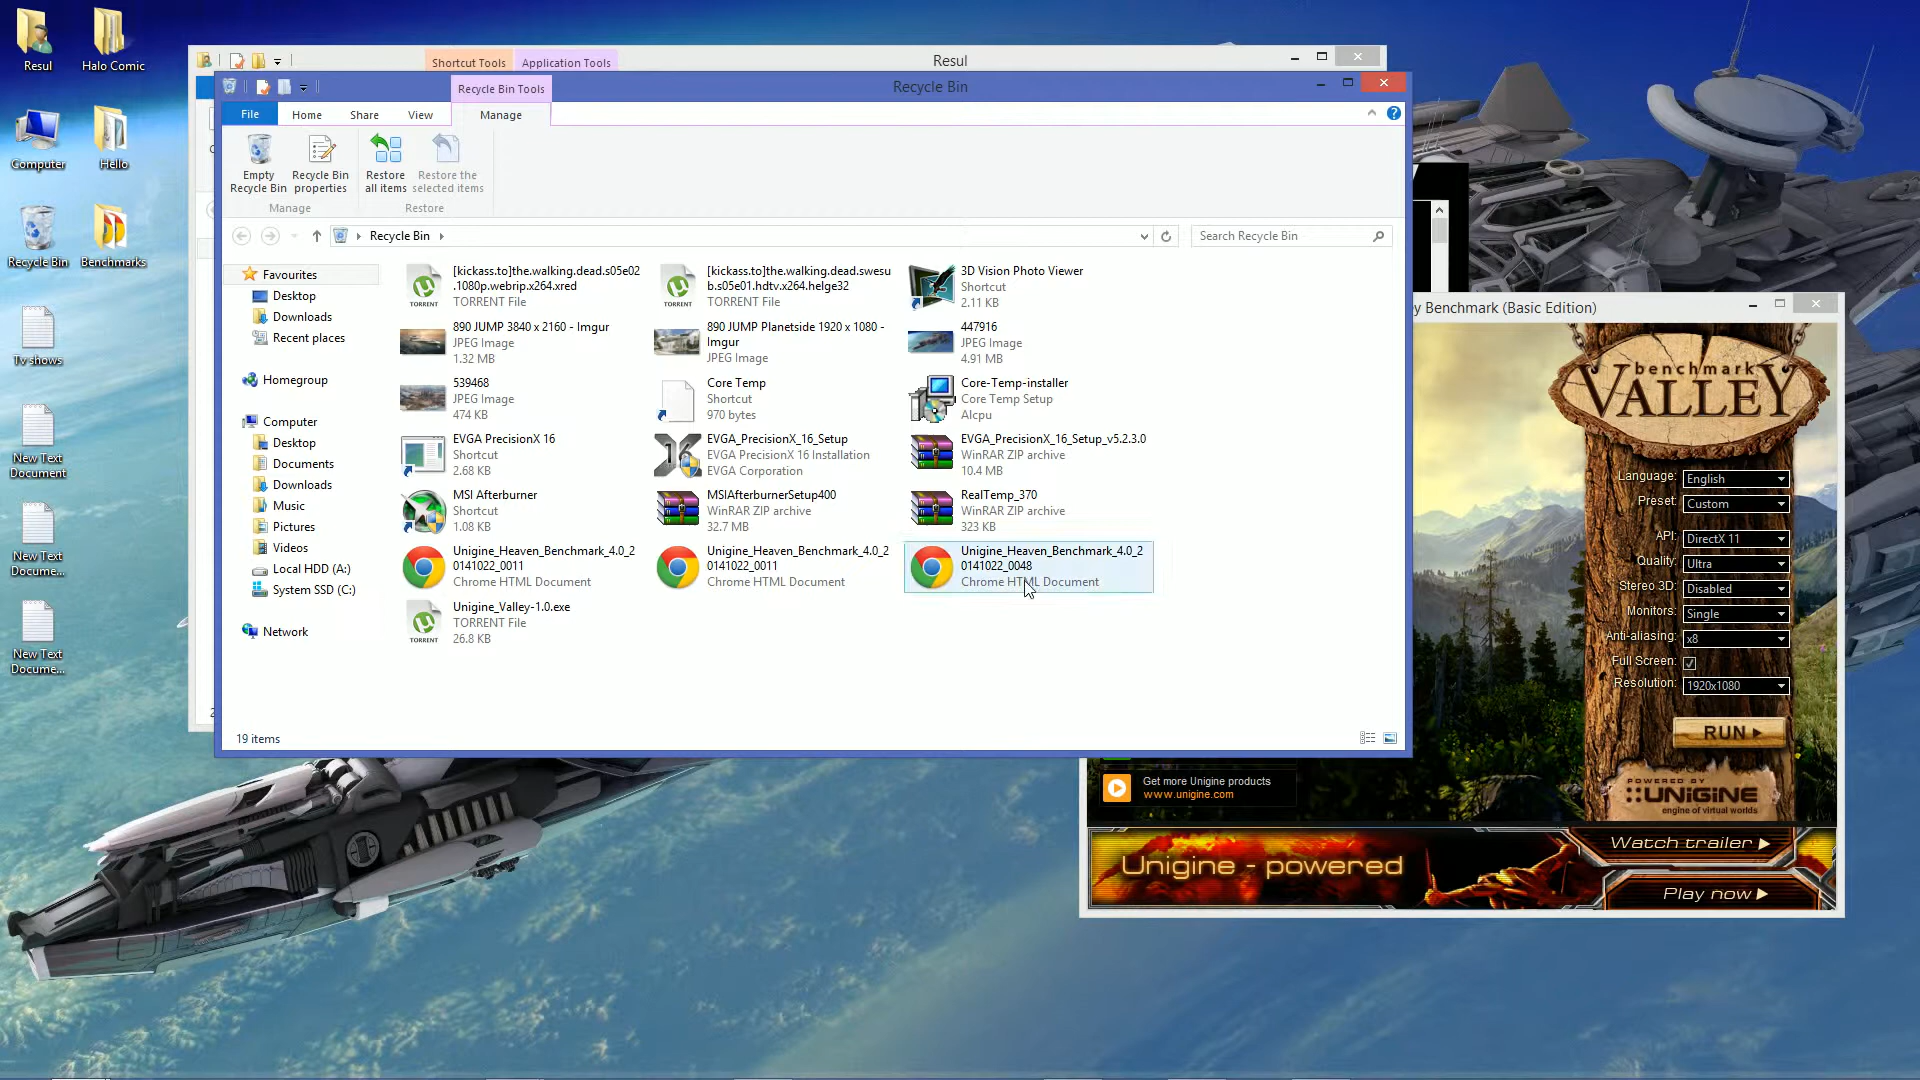 Resul
Halo Comic
Computer
Hello
Recycle Bin
Benchmarks
Tv shows
New Text
Document
New Text
Docume...
New Text
Docume...
Shortcut Tools
Application Tools
Resul
Recycle Bin Tools
Recycle Bin
File
Home
Share
View
Manage
Empty
Recycle Bin
Recycle Bin
properties
Restore
all items
Restore the
selected items
Manage
Restore
Recycle Bin
Search Recycle Bin
Favourites
Desktop
Downloads
Recent places
Homegroup
Computer
Desktop
Documents
Downloads
Music
Pictures
Videos
Local HDD (A:)
System SSD (C:)
Network
[kickass.to]the.walking.dead.s05e02
.1080p.webrip.x264.xred
TORRENT File
[kickass.to]the.walking.dead.swesu
b.s05e01.hdtv.x264.helge32
TORRENT File
3D Vision Photo Viewer
Shortcut
2.11 KB
890 JUMP 3840 x 2160 - Imgur
JPEG Image
1.32 MB
890 JUMP Planetside 1920 x 1080 -
Imgur
JPEG Image
447916
JPEG Image
4.91 MB
539468
JPEG Image
474 KB
Core Temp
Shortcut
970 bytes
Core-Temp-installer
Core Temp Setup
Alcpu
EVGA PrecisionX 16
Shortcut
2.68 KB
EVGA_PrecisionX_16_Setup
EVGA PrecisionX 16 Installation
EVGA Corporation
EVGA_PrecisionX_16_Setup_v5.2.3.0
WinRAR ZIP archive
10.4 MB
MSI Afterburner
Shortcut
1.08 KB
MSIAfterburnerSetup400
WinRAR ZIP archive
32.7 MB
RealTemp_370
WinRAR ZIP archive
323 KB
Unigine_Heaven_Benchmark_4.0_2
0141022_0011
Chrome HTML Document
Unigine_Heaven_Benchmark_4.0_2
0141022_0011
Chrome HTML Document
Unigine_Heaven_Benchmark_4.0_2
0141022_0048
Chrome HTML Document
Unigine_Valley-1.0.exe
TORRENT File
26.8 KB
TORRENT
TORRENT
TORRENT
19 items
y Benchmark (Basic Edition)
benchmark
VALLEY
Language: English
Preset: Custom
API: DirectX 11
Quality: Ultra
Stereo 3D: Disabled
Monitors: Single
Anti-aliasing: x8
Full Screen:
Resolution: 1920x1080
RUN
POWERED BY
UNIGINE
engine of virtual worlds
Get more Unigine products
www.unigine.com
Unigine - powered
Watch trailer
Play now